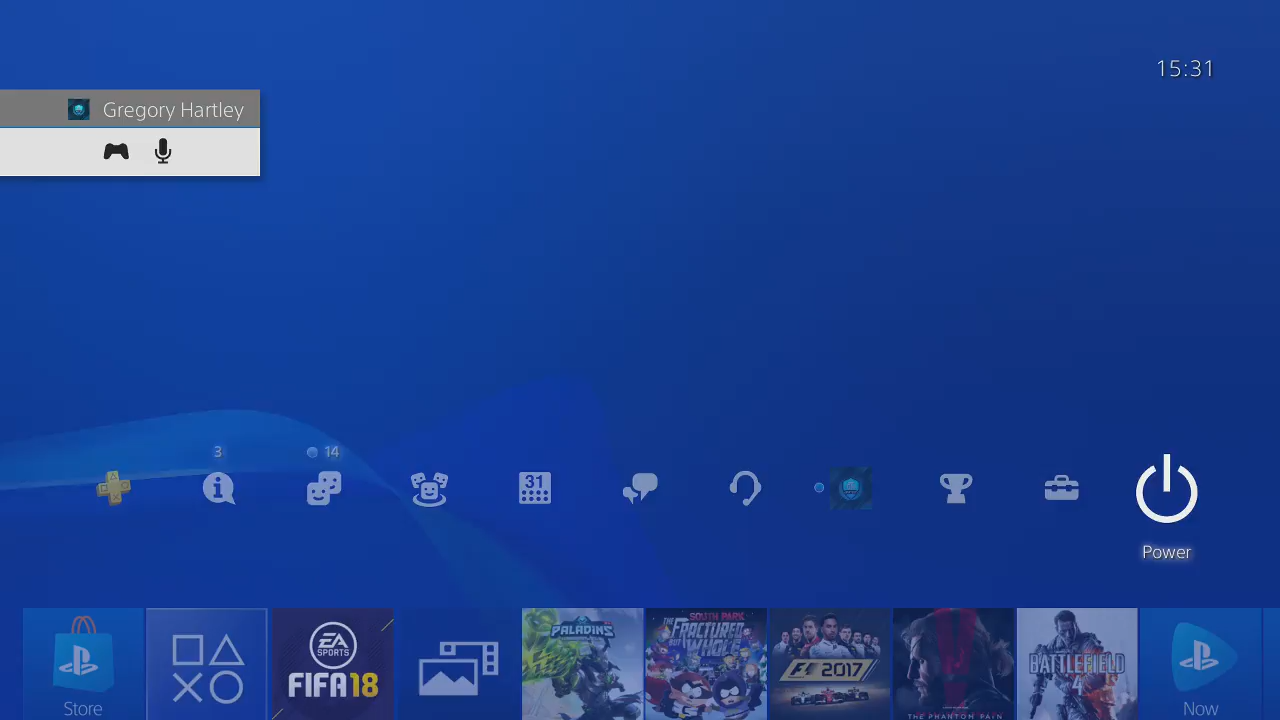 15:31
Gregory Hartley
3
14
31
Power
Store
EA
SPORTS
FIFA18
PALADINS
SOUTH PARK
THE FRACTURED
BUT WHOLE
F1 2017
THE PHANTOM PAIN
BATTLEFIELD
4
Now